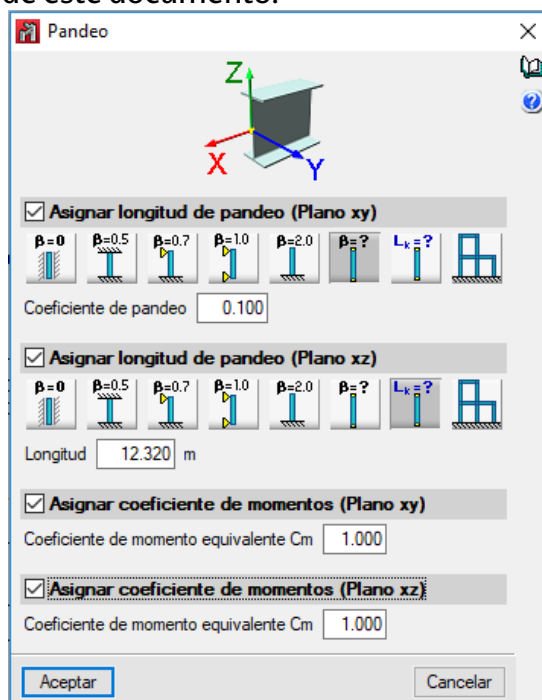 de este documento.
Pandeo
Z
X
Y
Asignar longitud de pandeo (Plano xy)
β=0 β=0.5 β=0.7 β=1.0 β=2.0 β=? Lk=?
Coeficiente de pandeo 0.100
Asignar longitud de pandeo (Plano xz)
β=0 β=0.5 β=0.7 β=1.0 β=2.0 β=? Lk=?
Longitud 12.320 m
Asignar coeficiente de momentos (Plano xy)
Coeficiente de momento equivalente Cm 1.000
Asignar coeficiente de momentos (Plano xz)
Coeficiente de momento equivalente Cm 1.000
Aceptar Cancelar